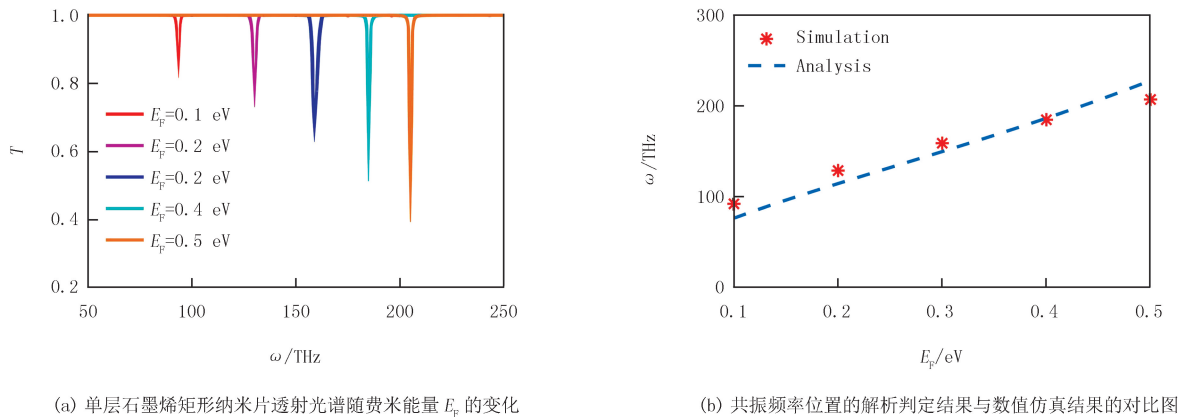 1.0
0.8
0.6
0.4
0.2
T
E_F=0.1 eV
E_F=0.2 eV
E_F=0.2 eV
E_F=0.4 eV
E_F=0.5 eV
50 100 150 200 250
ω/THz
(a) 单层石墨烯矩形纳米片透射光谱随费米能量 E_F 的变化
300
200
100
0
ω/THz
Simulation
Analysis
0.1 0.2 0.3 0.4 0.5
E_F/eV
(b) 共振频率位置的解析判定结果与数值仿真结果的对比图